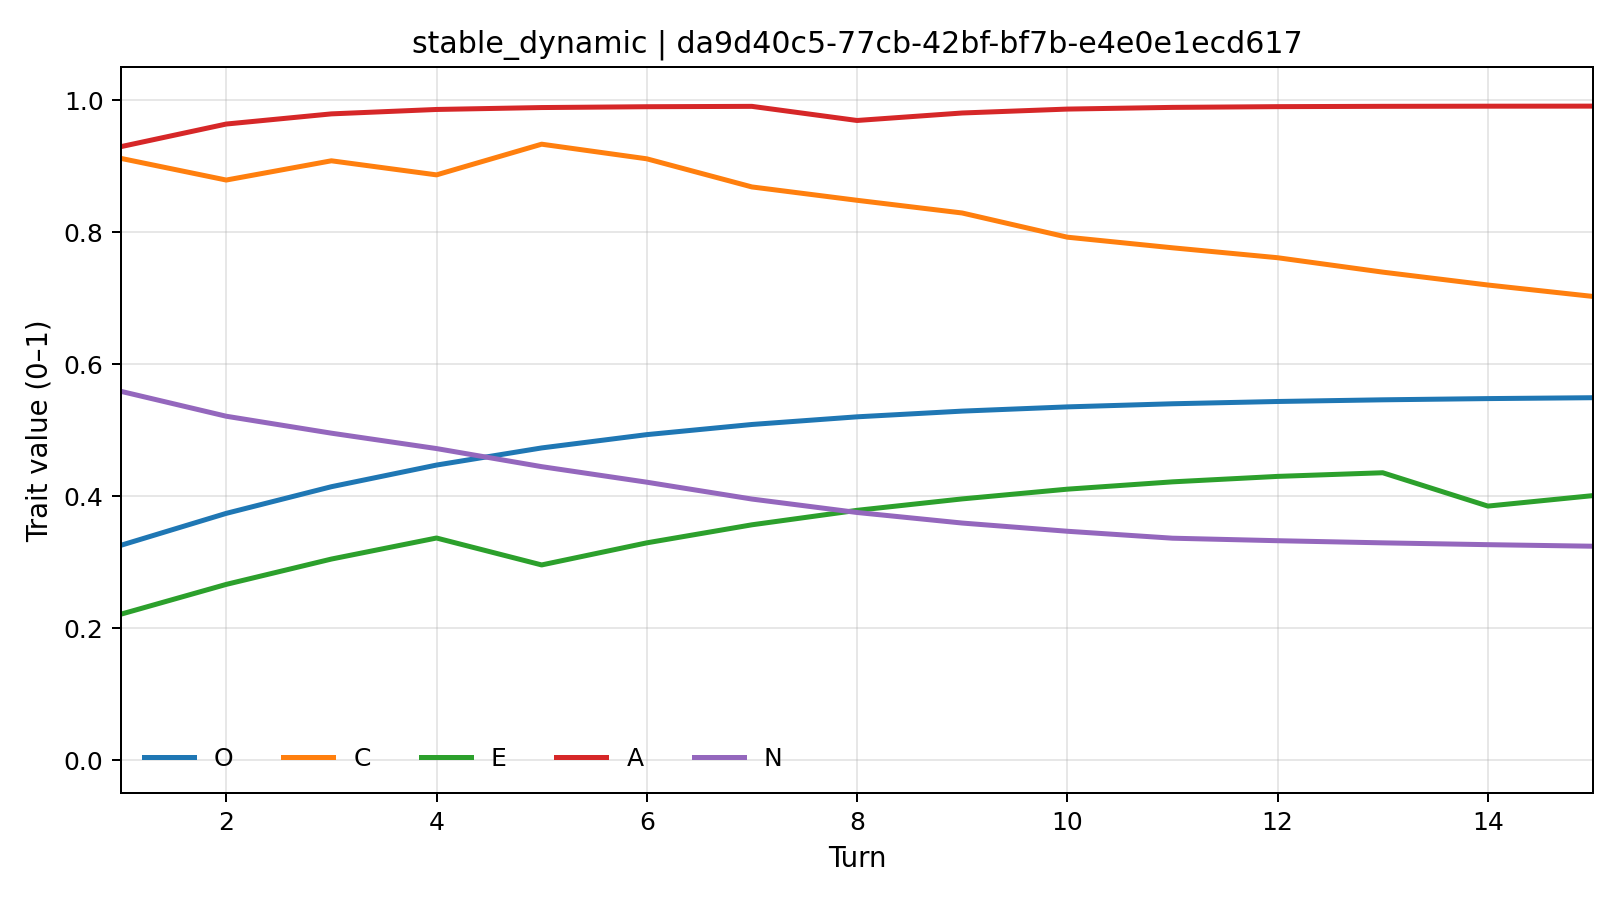 stable_dynamic | da9d40c5-77cb-42bf-bf7b-e4e0e1ecd617
Trait value (0–1)
1.0
0.8
0.6
0.4
0.2
0.0
O C E A N
2 4 6 8 10 12 14
Turn